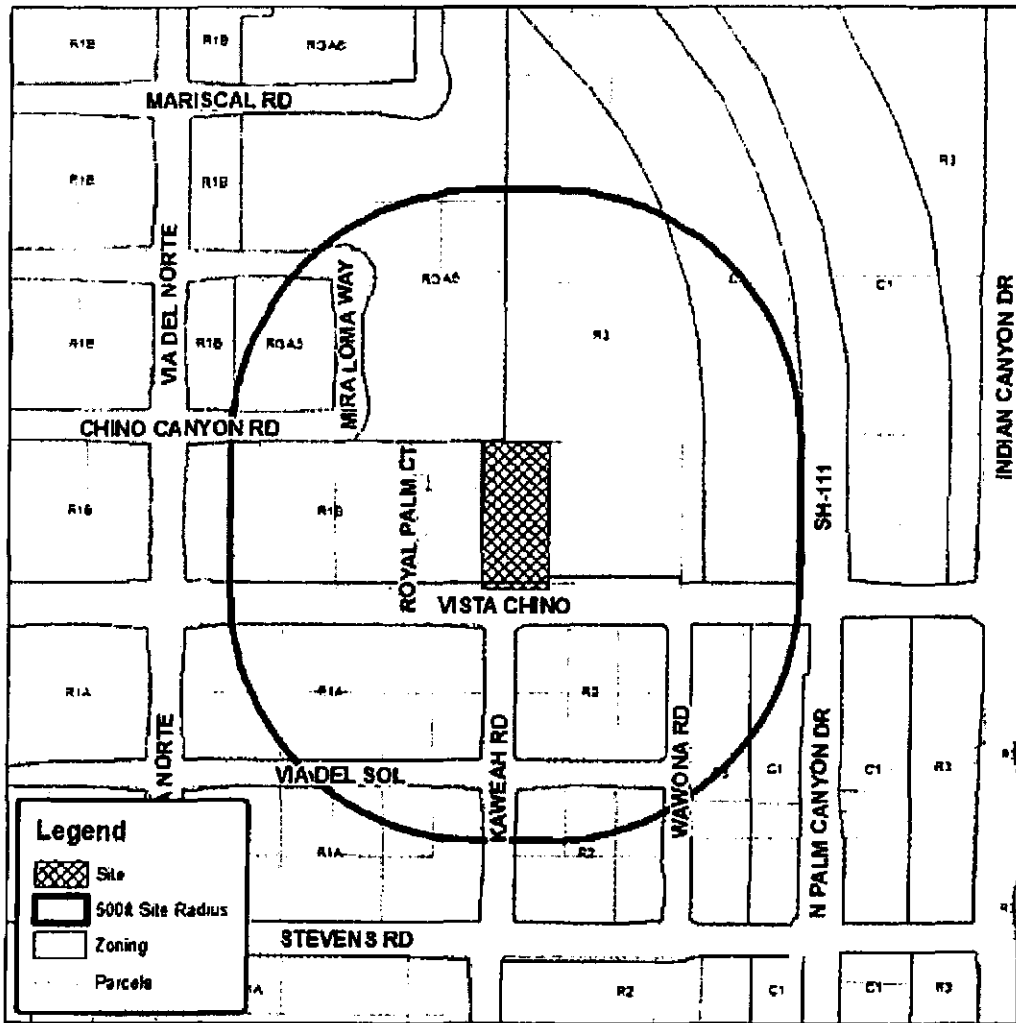 R1B
R1B
RGA6
MARISCAL RD
R1B
R1B
R3
VIA DEL NORTE
MIRA LOMA WAY
RGA6
R3
C1
INDIAN CANYON DR
R1B
R1B
CHINO CANYON RD
ROYAL PALM CT
SH-111
R1B
R1B
VISTA CHINO
R1A
R1A
R2
KAWEAH RD
WAWONA RD
N PALM CANYON DR
NORTE
VIA DEL SOL
C1
C1
R3
R1A
R2
STEVENS RD
R2
C1
C1
R3
Legend
Site
500ft Site Radius
Zoning
Parcels